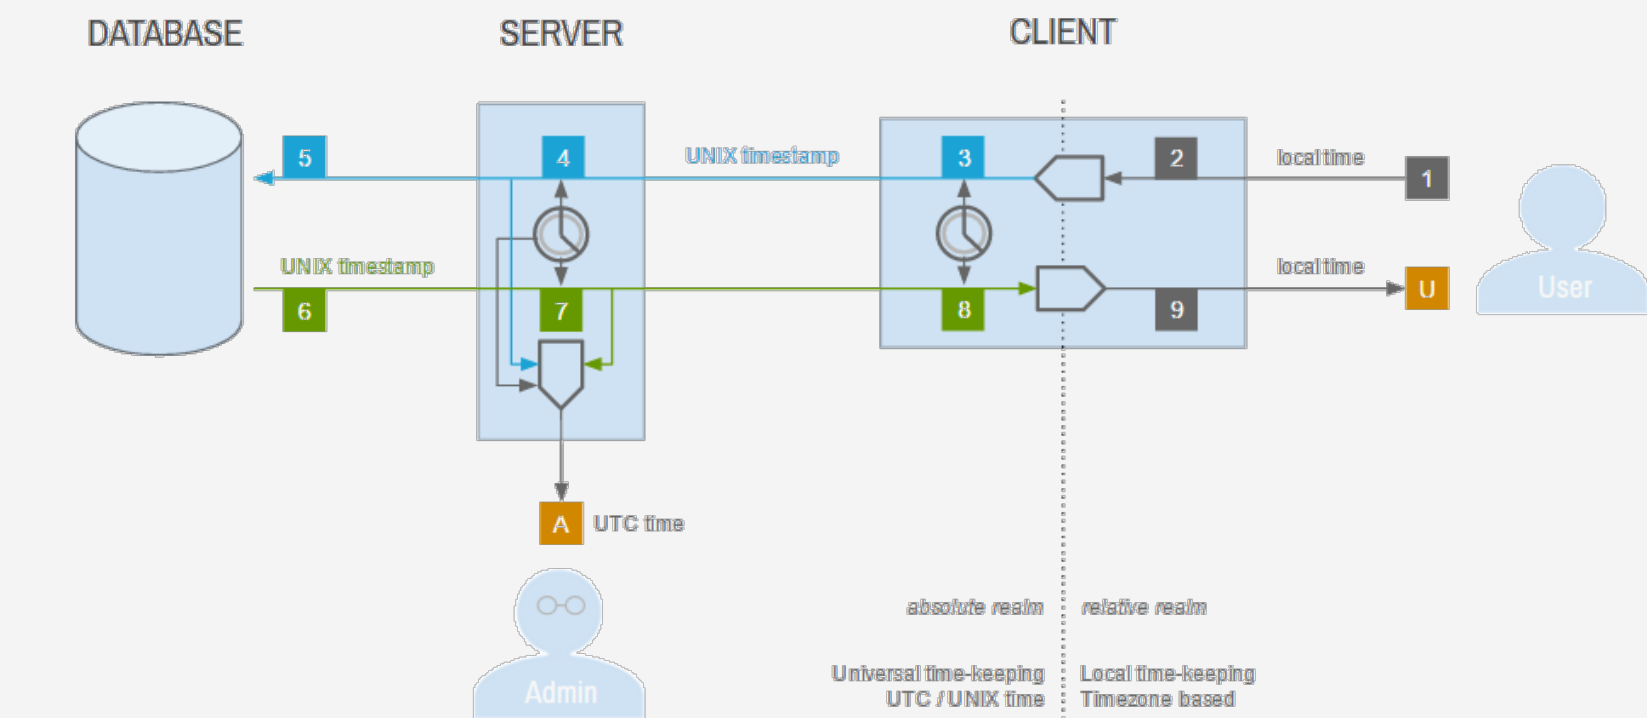 DATABASE
SERVER
CLIENT
5
4
UNIX timestamp
3
2
local time
1
UNIX timestamp
6
7
8
9
local time
U
User
A
UTC time
Admin
absolute realm
relative realm
Universal time-keeping
UTC / UNIX time
Local time-keeping
Timezone based